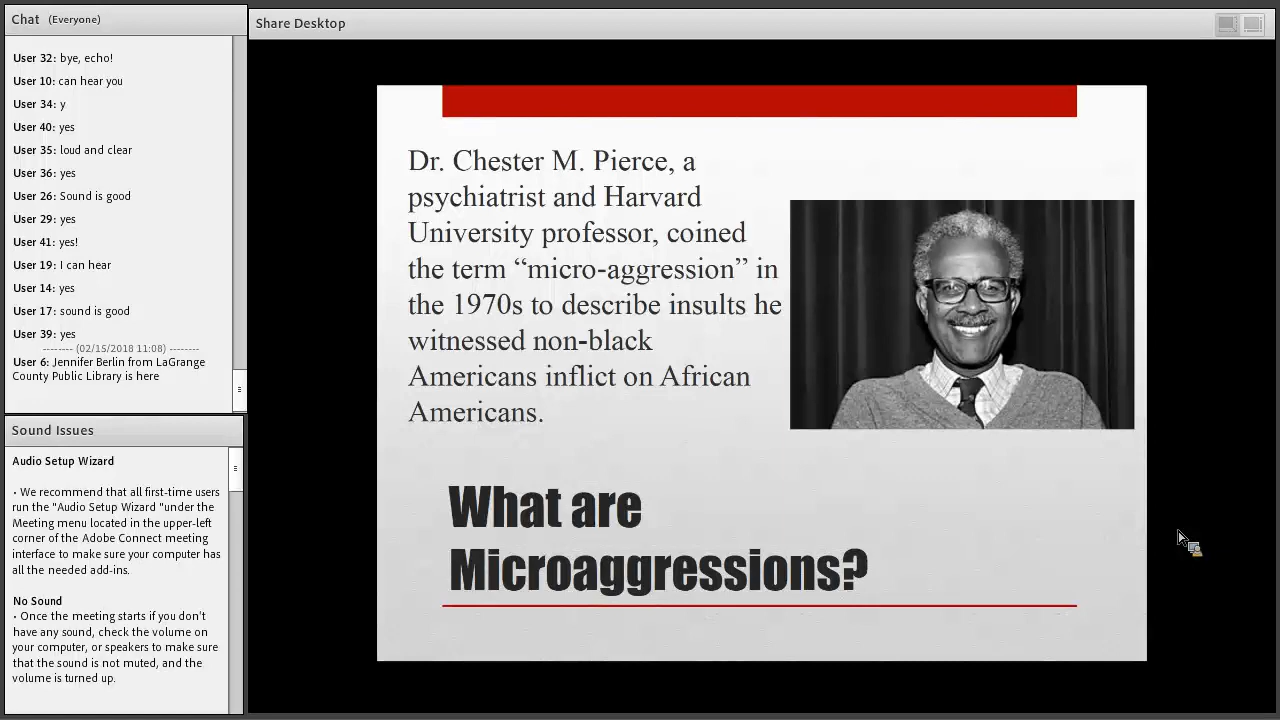 Chat (Everyone)
User 32: bye, echo!
User 10: can hear you
User 34: y
User 40: yes
User 35: loud and clear
User 36: yes
User 26: Sound is good
User 29: yes
User 41: yes!
User 19: I can hear
User 14: yes
User 17: sound is good
User 39: yes
-------- (02/15/2018 11:08) --------
User 6: Jennifer Berlin from LaGrange
County Public Library is here
Sound Issues
Audio Setup Wizard
• We recommend that all first-time users
run the "Audio Setup Wizard "under the
Meeting menu located in the upper-left
corner of the Adobe Connect meeting
interface to make sure your computer has
all the needed add-ins.
No Sound
• Once the meeting starts if you don't
have any sound, check the volume on
your computer, or speakers to make sure
that the sound is not muted, and the
volume is turned up.
Share Desktop
Dr. Chester M. Pierce, a
psychiatrist and Harvard
University professor, coined
the term “micro-aggression” in
the 1970s to describe insults he
witnessed non-black
Americans inflict on African
Americans.
What are
Microaggressions?